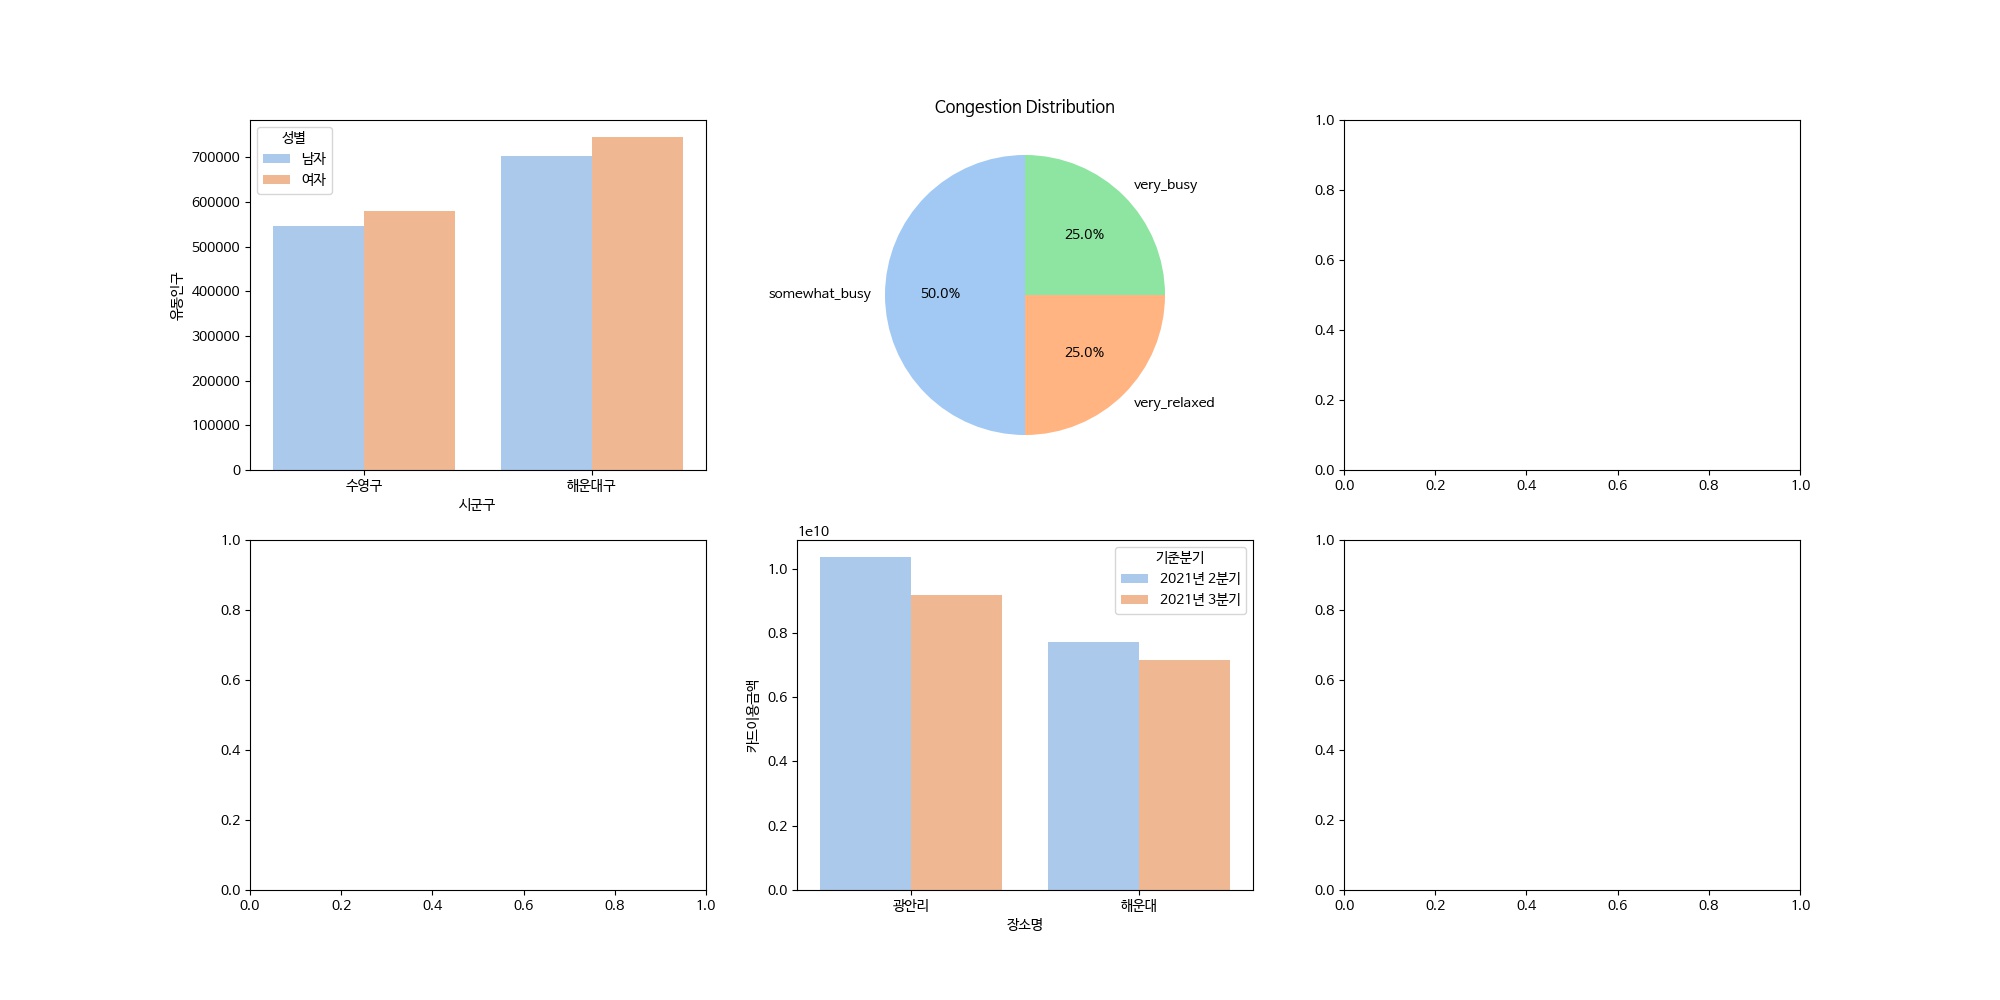 성별
남자
여자
700000
600000
500000
400000
300000
200000
100000
0
유동인구
수영구 해운대구
시군구
Congestion Distribution
very_busy
25.0%
somewhat_busy
50.0%
25.0%
very_relaxed
1.0
0.8
0.6
0.4
0.2
0.0
0.0 0.2 0.4 0.6 0.8 1.0
1.0
0.8
0.6
0.4
0.2
0.0
0.0 0.2 0.4 0.6 0.8 1.0
1e10
기준분기
2021년 2분기
2021년 3분기
1.0
0.8
0.6
0.4
0.2
0.0
카드이용금액
광안리 해운대
장소명
1.0
0.8
0.6
0.4
0.2
0.0
0.0 0.2 0.4 0.6 0.8 1.0